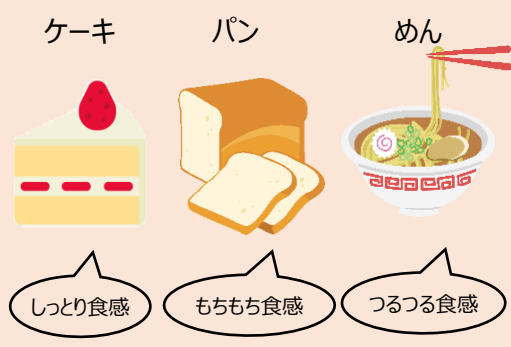 ケーキ
パン
めん
しっとり食感
もちもち食感
つるつる食感